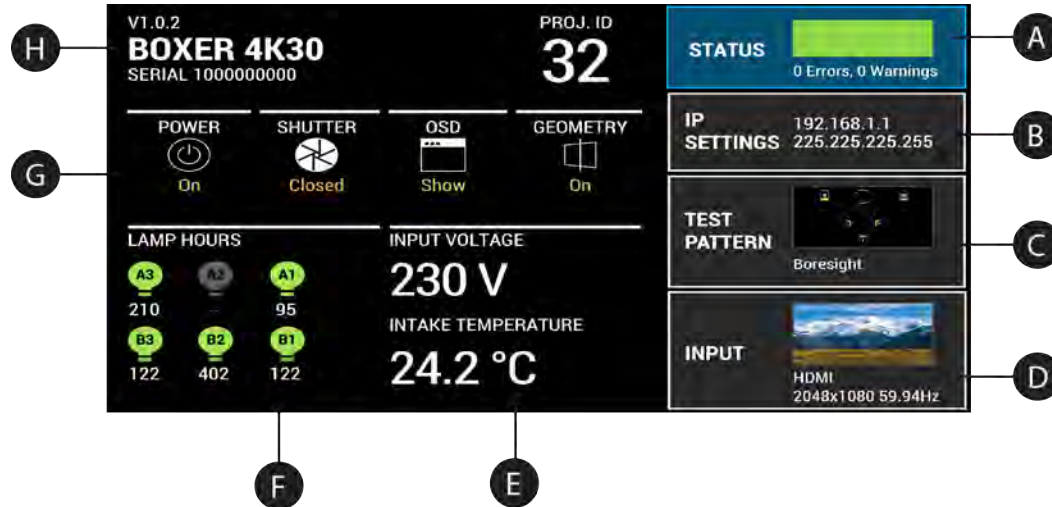 V1.0.2
BOXER 4K30
SERIAL 1000000000
PROJ. ID
32
POWER
On
SHUTTER
Closed
OSD
Show
GEOMETRY
On
LAMP HOURS
A3
A2
A1
210
--
95
B3
B2
B1
122
402
122
INPUT VOLTAGE
230 V
INTAKE TEMPERATURE
24.2 °C
STATUS
0 Errors, 0 Warnings
IP
SETTINGS
192.168.1.1
225.225.225.255
TEST
PATTERN
Boresight
INPUT
HDMI
2048x1080 59.94Hz
A
B
C
D
E
F
G
H